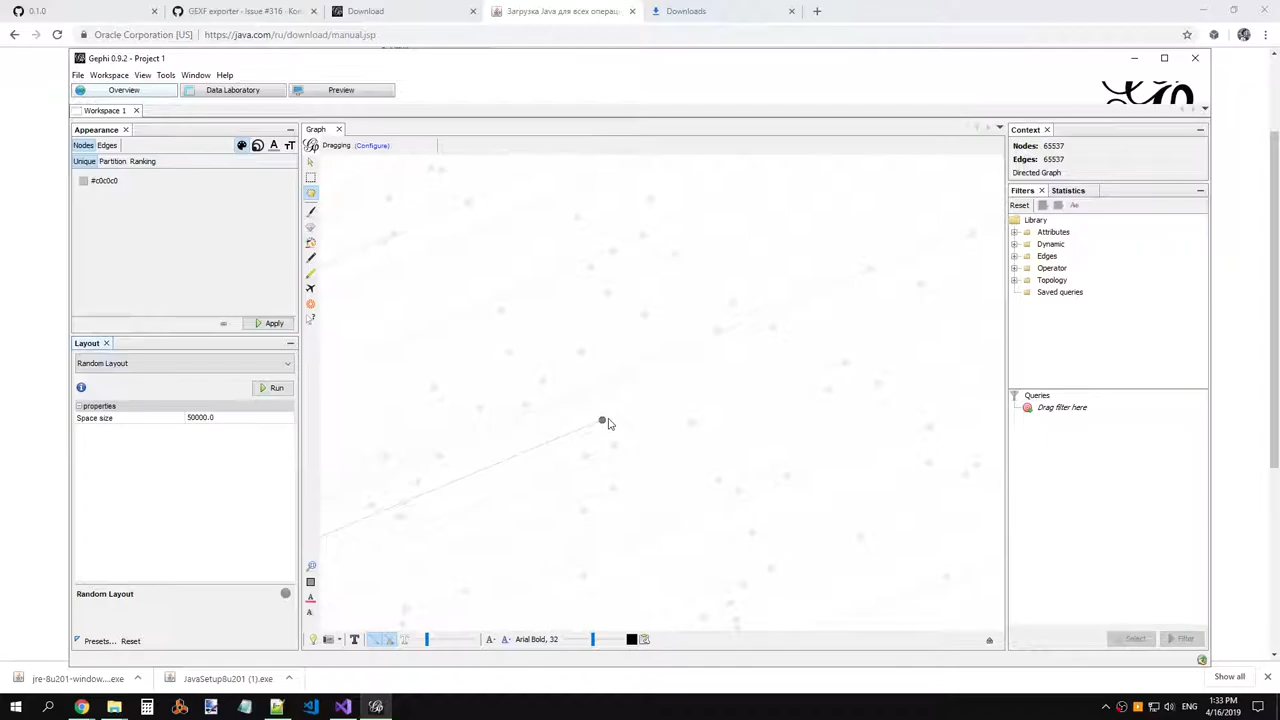 0.1.0
GEXF exporter · Issue #316 · Kor
Download
Загрузка Java для всех операц
Downloads
Oracle Corporation [US]
https://java.com/ru/download/manual.jsp
Gephi 0.9.2 - Project 1
File Workspace View Tools Window Help
Overview
Data Laboratory
Preview
Workspace 1
Appearance
Graph
Context
Nodes Edges
Dragging (Configure)
Nodes: 65537
Unique Partition Ranking
Edges: 65537
Directed Graph
#c0c0c0
Filters
Statistics
Reset
Library
Attributes
Dynamic
Edges
Operator
Topology
Saved queries
Apply
Layout
Random Layout
Run
properties
Space size 50000.0
Queries
Drag filter here
Random Layout
Presets... Reset
Arial Bold, 32
Select
Filter
jre-8u201-window....exe
JavaSetup8u201 (1).exe
Show all
ENG
1:33 PM
4/16/2019